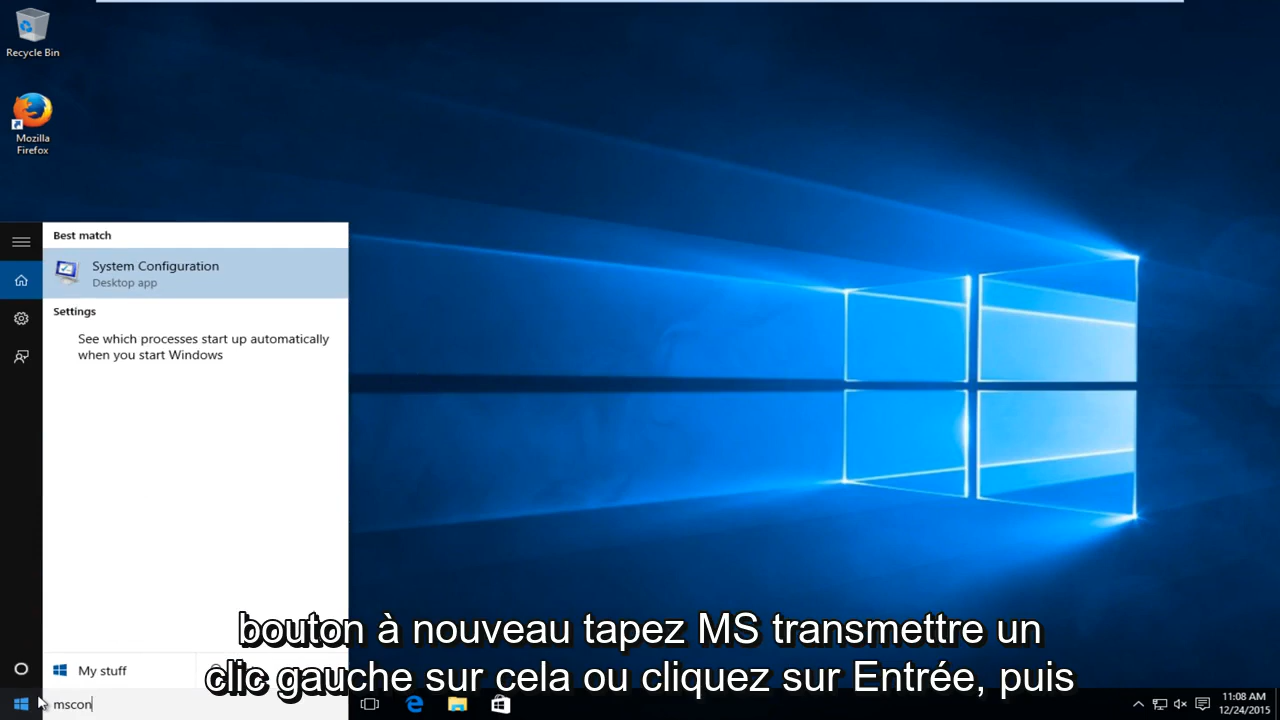 Recycle Bin
Mozilla
Firefox
Best match
System Configuration
Desktop app
Settings
See which processes start up automatically
when you start Windows
bouton à nouveau tapez MS transmettre un
clic gauche sur cela ou cliquez sur Entrée, puis
My stuff
mscon
11:08 AM
12/24/2015